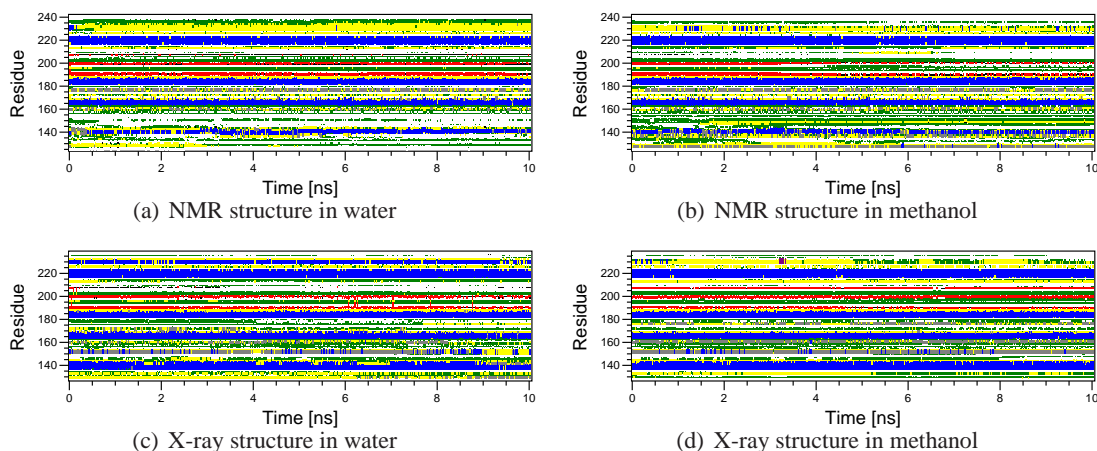 240
220
200
180
160
140
Residue
0 2 4 6 8 10
Time [ns]
(a) NMR structure in water
240
220
200
180
160
140
Residue
0 2 4 6 8 10
Time [ns]
(b) NMR structure in methanol
220
200
180
160
140
Residue
0 2 4 6 8 10
Time [ns]
(c) X-ray structure in water
220
200
180
160
140
Residue
0 2 4 6 8 10
Time [ns]
(d) X-ray structure in methanol